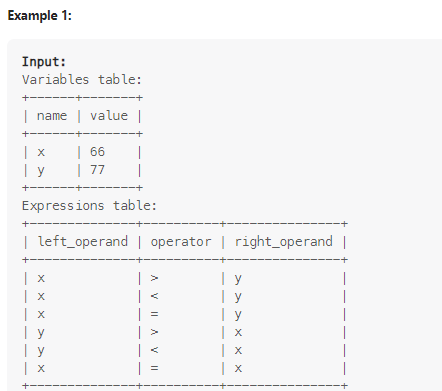 Example 1:
Input:
Variables table:
+------+-------+
| name | value |
+------+-------+
| x    | 66    |
| y    | 77    |
+------+-------+
Expressions table:
+--------------+----------+---------------+
| left_operand | operator | right_operand |
+--------------+----------+---------------+
| x            | >        | y             |
| x            | <        | y             |
| x            | =        | y             |
| y            | >        | x             |
| y            | <        | x             |
| x            | =        | x             |
+--------------+----------+---------------+